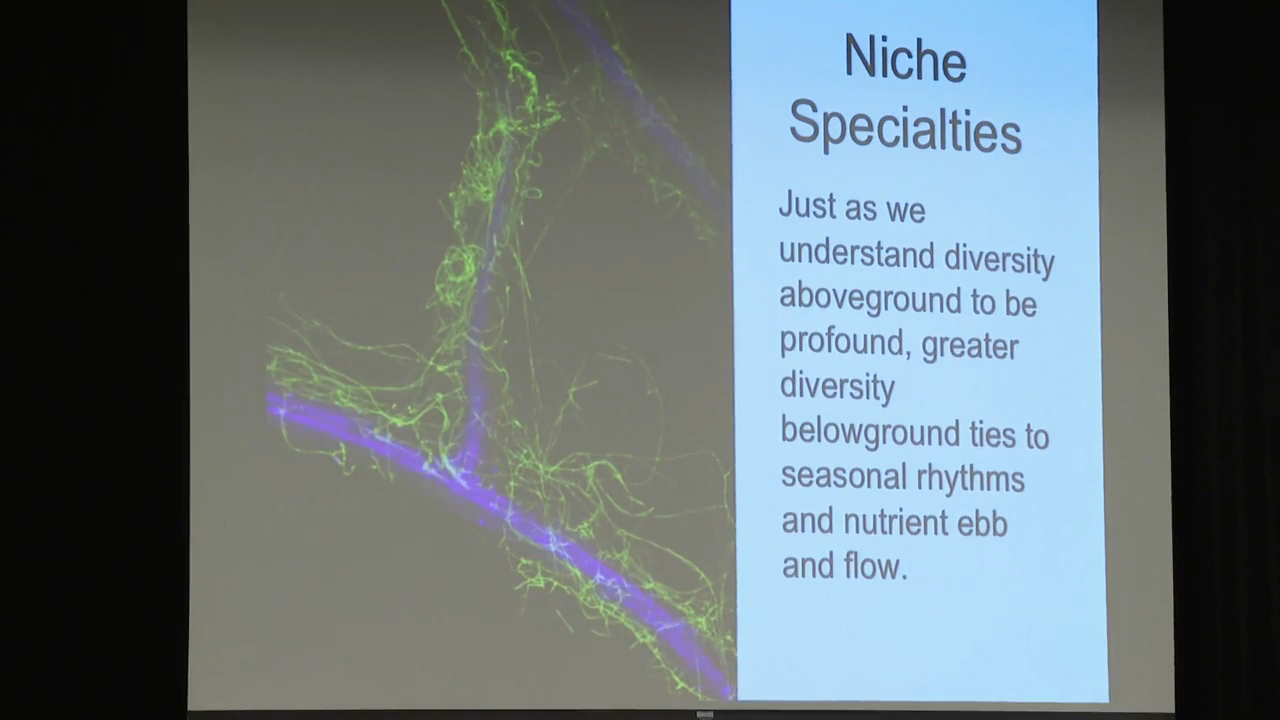 Niche
Specialties
Just as we
understand diversity
aboveground to be
profound, greater
diversity
belowground ties to
seasonal rhythms
and nutrient ebb
and flow.